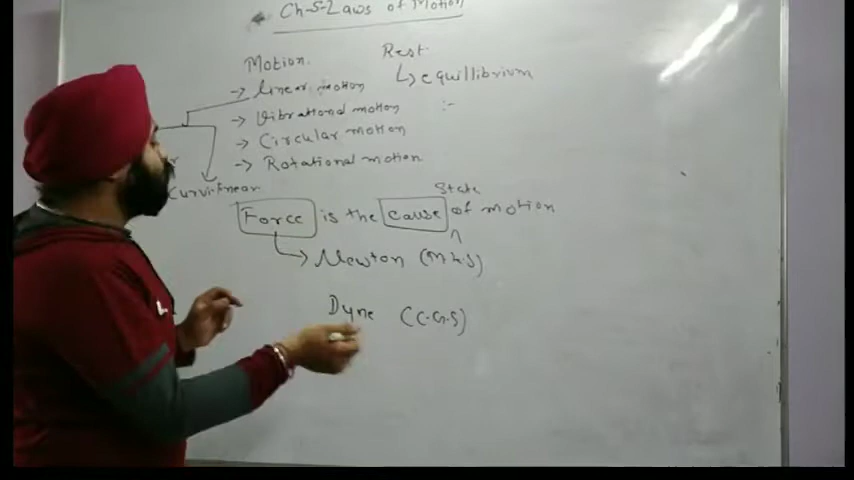 Ch-5-Laws of Motion
Motion. Rest.
→ Linear motion ↳ equillibrium
→ Vibrational motion :-
→ Circular motion
→ Rotational motion
Curvilinear State
Force is the cause of motion
^
↳ Newton (M.K.S)
Dyne (C.G.S)